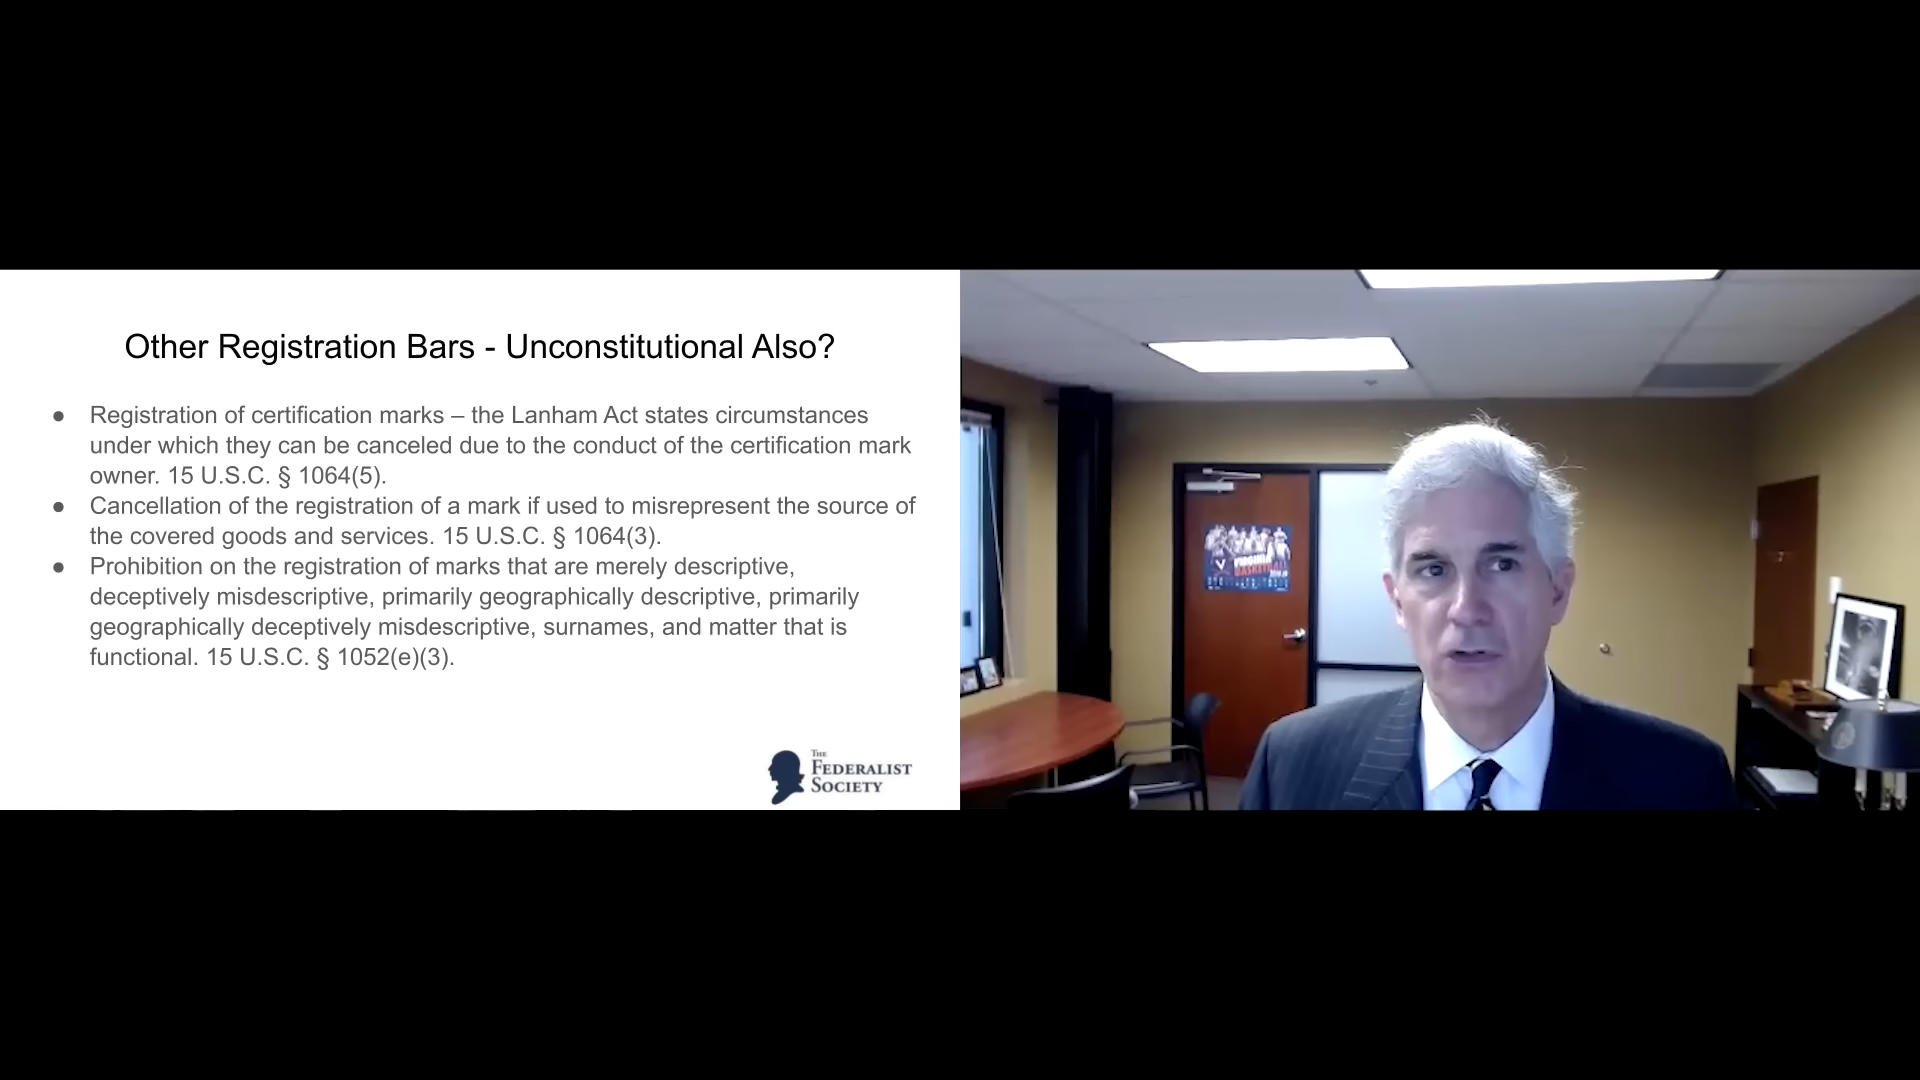 Other Registration Bars - Unconstitutional Also?
● Registration of certification marks – the Lanham Act states circumstances
under which they can be canceled due to the conduct of the certification mark
owner. 15 U.S.C. § 1064(5).
● Cancellation of the registration of a mark if used to misrepresent the source of
the covered goods and services. 15 U.S.C. § 1064(3).
● Prohibition on the registration of marks that are merely descriptive,
deceptively misdescriptive, primarily geographically descriptive, primarily
geographically deceptively misdescriptive, surnames, and matter that is
functional. 15 U.S.C. § 1052(e)(3).
THE
FEDERALIST
SOCIETY
VIRGINIA
BASKETBALL